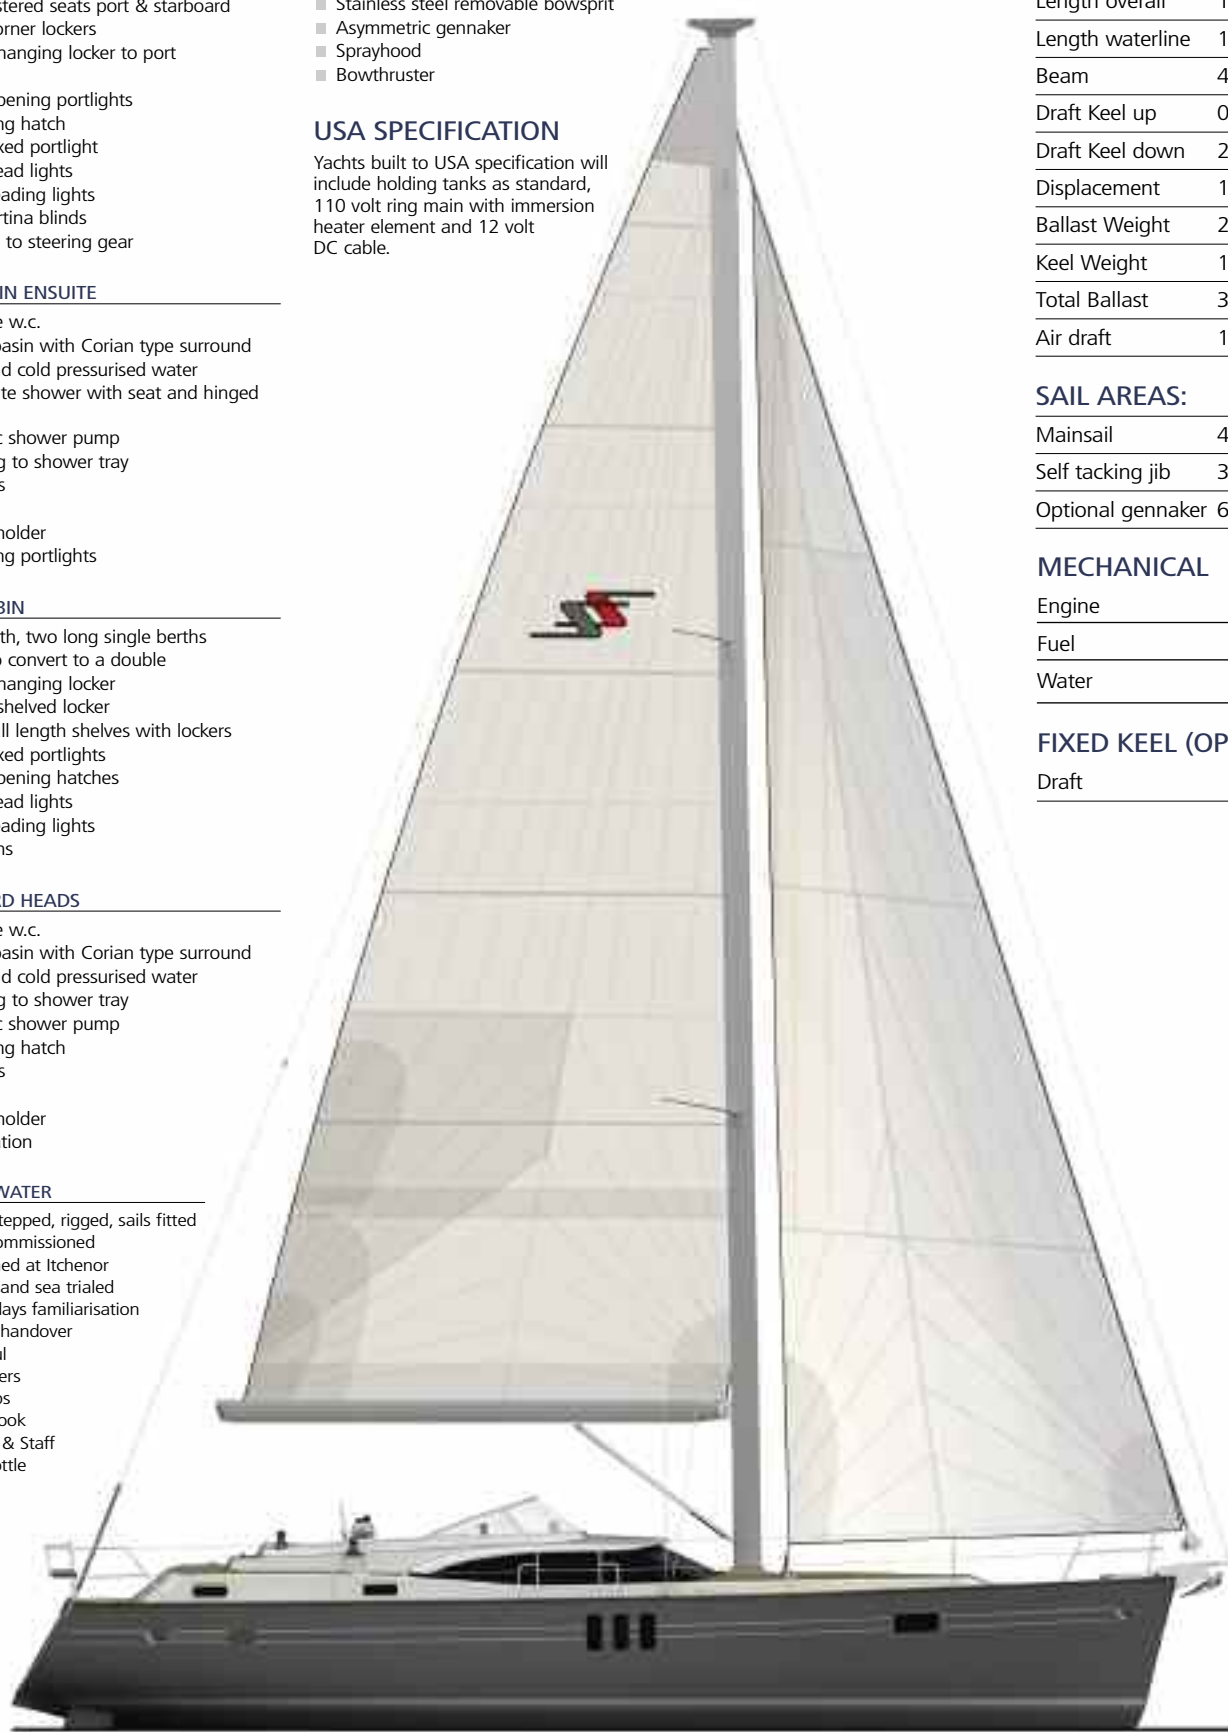 stered seats port & starboard
orner lockers
hanging locker to port
pening portlights
ng hatch
xed portlight
ead lights
ading lights
rtina blinds
to steering gear
IN ENSUITE
e w.c.
basin with Corian type surround
d cold pressurised water
te shower with seat and hinged
c shower pump
g to shower tray
s
holder
ng portlights
BIN
th, two long single berths
o convert to a double
hanging locker
shelved locker
ll length shelves with lockers
xed portlights
pening hatches
ead lights
ading lights
ns
RD HEADS
e w.c.
basin with Corian type surround
d cold pressurised water
g to shower tray
c shower pump
ng hatch
s
holder
tion
WATER
tepped, rigged, sails fitted
ommissioned
ed at Itchenor
and sea trialed
days familiarisation
handover
ul
ers
os
ook
& Staff
ttle
Stainless steel removable bowsprit
Asymmetric gennaker
Sprayhood
Bowthruster
USA SPECIFICATION
Yachts built to USA specification will
include holding tanks as standard,
110 volt ring main with immersion
heater element and 12 volt
DC cable.
Length overall 1
Length waterline 1
Beam 4
Draft Keel up 0
Draft Keel down 2
Displacement 1
Ballast Weight 2
Keel Weight 1
Total Ballast 3
Air draft 1
SAIL AREAS:
Mainsail 4
Self tacking jib 3
Optional gennaker 6
MECHANICAL
Engine
Fuel
Water
FIXED KEEL (OP
Draft